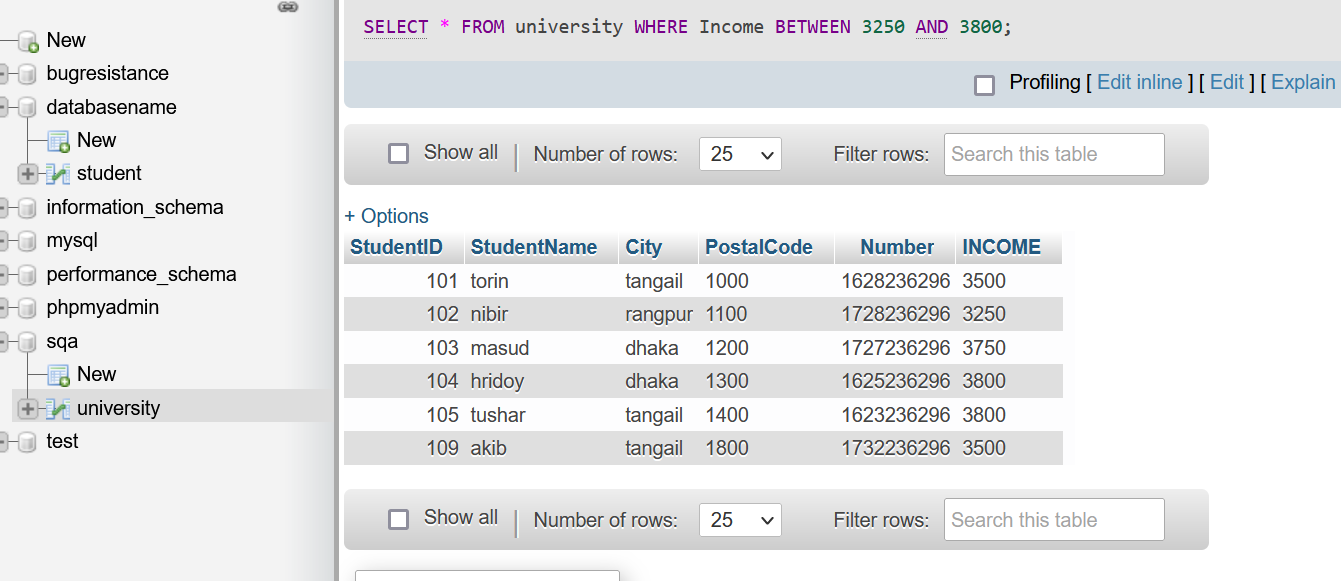 New
bugresistance
databasename
New
student
information_schema
mysql
performance_schema
phpmyadmin
sqa
New
university
test
SELECT * FROM university WHERE Income BETWEEN 3250 AND 3800;
Profiling [ Edit inline ] [ Edit ] [ Explain
Show all | Number of rows: 25 Filter rows: Search this table
+ Options
StudentID StudentName City PostalCode Number INCOME
101 torin tangail 1000 1628236296 3500
102 nibir rangpur 1100 1728236296 3250
103 masud dhaka 1200 1727236296 3750
104 hridoy dhaka 1300 1625236296 3800
105 tushar tangail 1400 1623236296 3800
109 akib tangail 1800 1732236296 3500
Show all | Number of rows: 25 Filter rows: Search this table